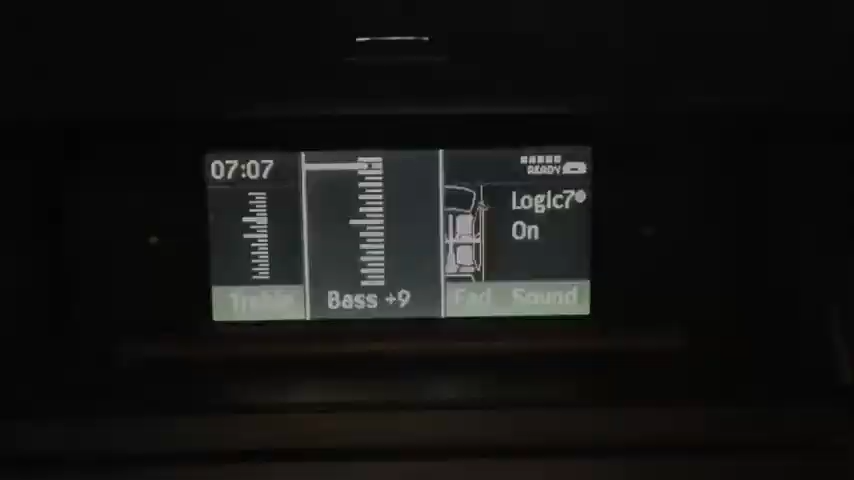 07:07
READY
Logic7®
On
Treble
Bass +9
Fad
Sound